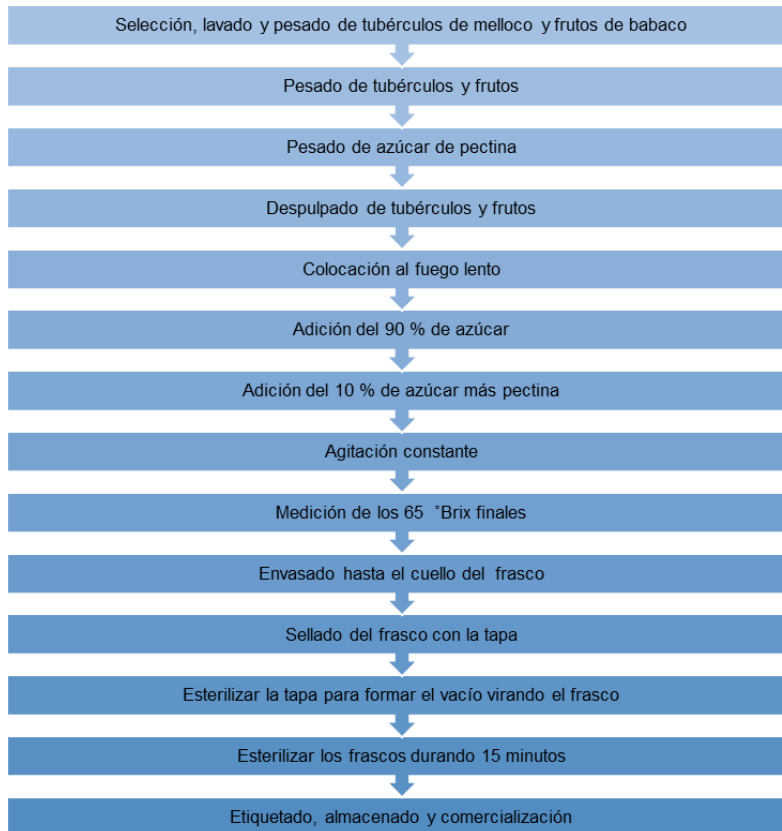 Selección, lavado y pesado de tubérculos de melloco y frutos de babaco
Pesado de tubérculos y frutos
Pesado de azúcar de pectina
Despulpado de tubérculos y frutos
Colocación al fuego lento
Adición del 90 % de azúcar
Adición del 10 % de azúcar más pectina
Agitación constante
Medición de los 65 °Brix finales
Envasado hasta el cuello del frasco
Sellado del frasco con la tapa
Esterilizar la tapa para formar el vacío virando el frasco
Esterilizar los frascos durando 15 minutos
Etiquetado, almacenado y comercialización